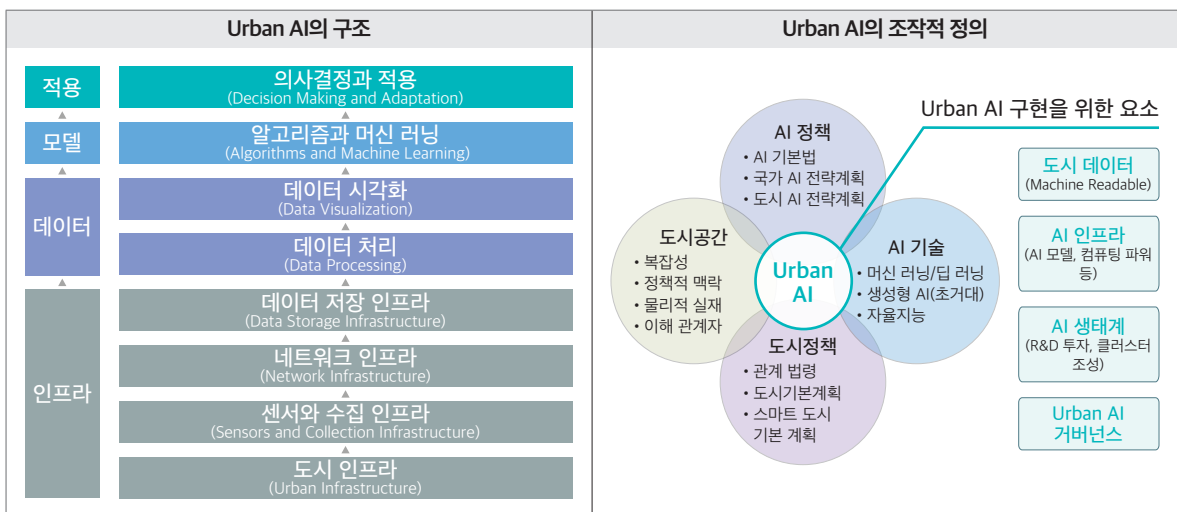 Urban AI의 구조
적용
의사결정과 적용
(Decision Making and Adaptation)
모델
알고리즘과 머신 러닝
(Algorithms and Machine Learning)
데이터
데이터 시각화
(Data Visualization)
데이터 처리
(Data Processing)
인프라
데이터 저장 인프라
(Data Storage Infrastructure)
네트워크 인프라
(Network Infrastructure)
센서와 수집 인프라
(Sensors and Collection Infrastructure)
도시 인프라
(Urban Infrastructure)
Urban AI의 조작적 정의
AI 정책
• AI 기본법
• 국가 AI 전략계획
• 도시 AI 전략계획
도시공간
• 복잡성
• 정책적 맥락
• 물리적 실재
• 이해 관계자
Urban
AI
AI 기술
• 머신 러닝/딥 러닝
• 생성형 AI(초거대)
• 자율지능
도시정책
• 관계 법령
• 도시기본계획
• 스마트 도시
기본 계획
Urban AI 구현을 위한 요소
도시 데이터
(Machine Readable)
AI 인프라
(AI 모델, 컴퓨팅 파워
등)
AI 생태계
(R&D 투자, 클러스터
조성)
Urban AI
거버넌스